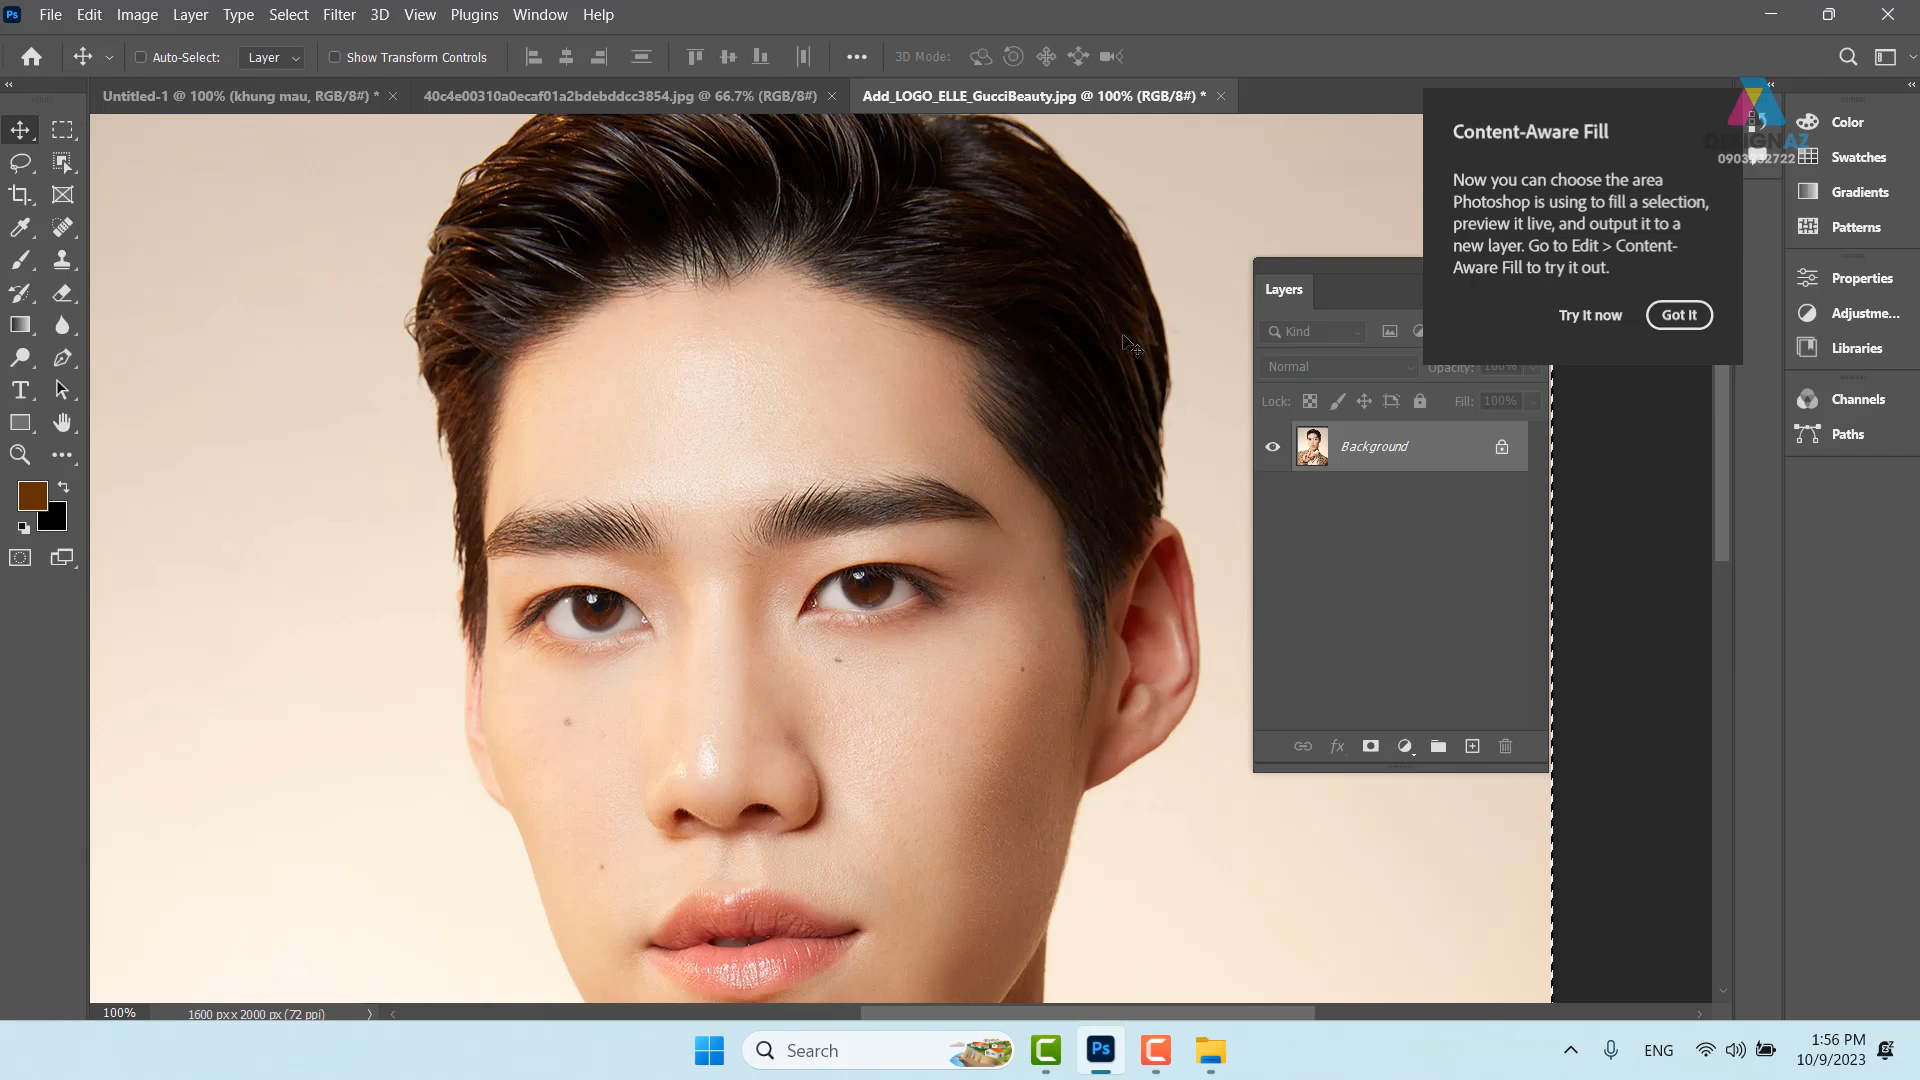 Ps File Edit Image Layer Type Select Filter 3D View Plugins Window Help
Auto-Select: Layer Show Transform Controls 3D Mode:
Untitled-1 @ 100% (khung mau, RGB/8#) *
40c4e00310a0ecaf01a2bdebddcc3854.jpg @ 66.7% (RGB/8#)
Add_LOGO_ELLE_GucciBeauty.jpg @ 100% (RGB/8#) *
Content-Aware Fill
Now you can choose the area
Photoshop is using to fill a selection,
preview it live, and output it to a
new layer. Go to Edit > Content-
Aware Fill to try it out.
Try it now Got it
DESIGNAZ
Color
Swatches
Gradients
Patterns
Properties
Adjustme...
Libraries
Channels
Paths
Layers
Kind
Normal Opacity: 100%
Lock: Fill: 100%
Background
100% 1600 px x 2000 px (72 ppi)
Search
Ps
ENG
1:56 PM
10/9/2023